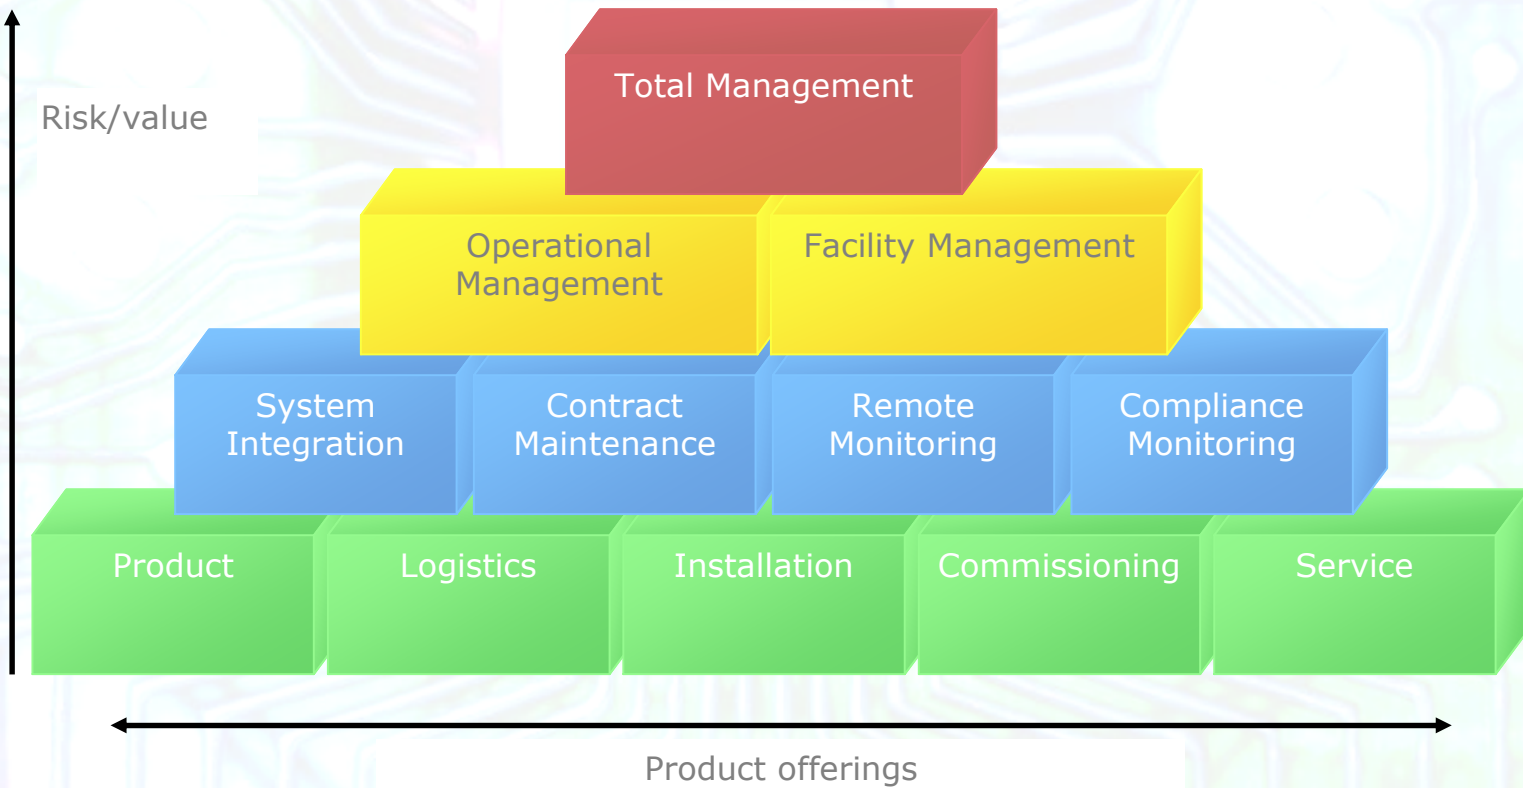 Total Management
Risk/value
Operational
Management
Facility Management
System
Integration
Contract
Maintenance
Remote
Monitoring
Compliance
Monitoring
Product
Logistics
Installation
Commissioning
Service
Product offerings